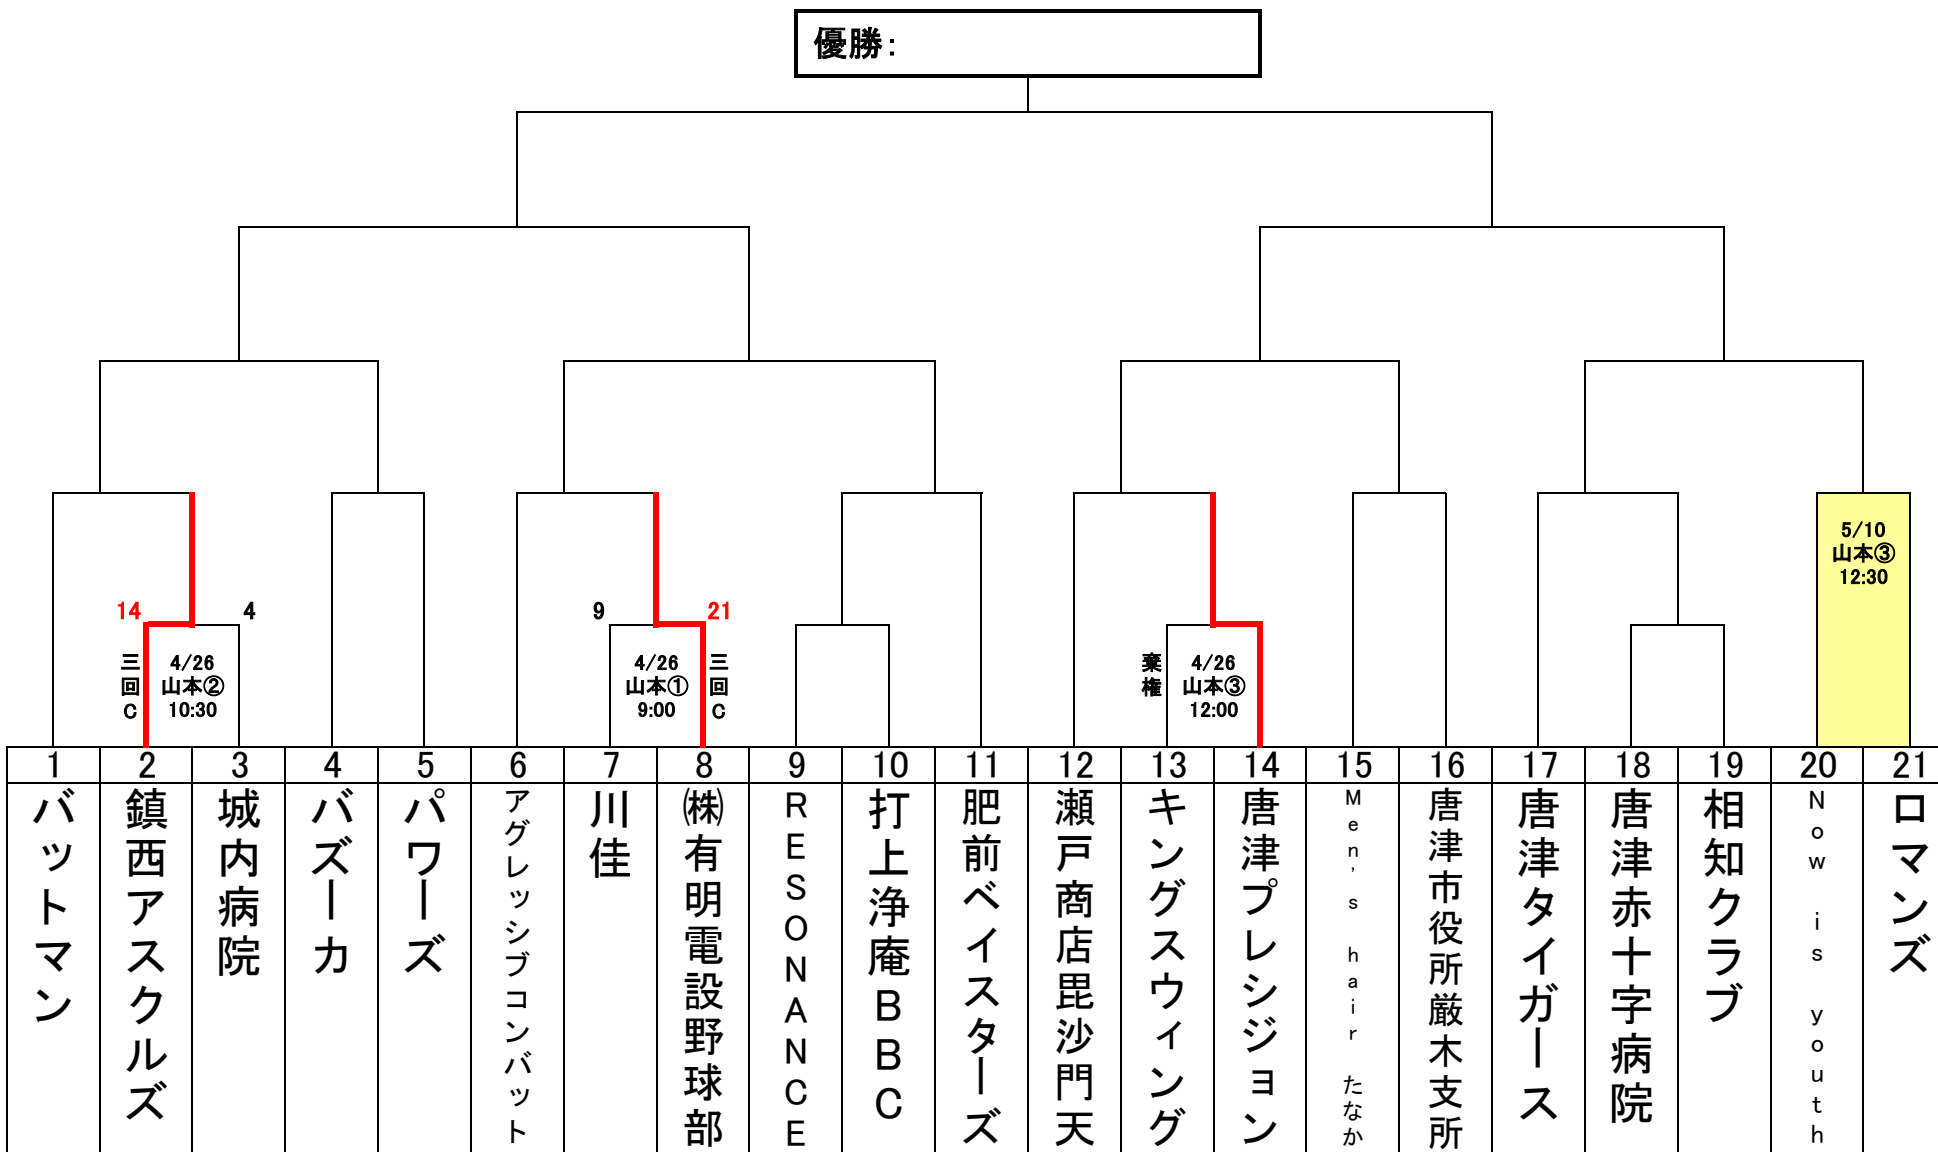 優勝：
5/10
山本③
12:30
14
4
9
21
三回C
4/26
山本②
10:30
4/26
山本①
9:00
三回C
棄権
4/26
山本③
12:00
1
2
3
4
5
6
7
8
9
10
11
12
13
14
15
16
17
18
19
20
21
バットマン
鎮西アスクルズ
城内病院
バズーカ
パワーズ
アグレッシブコンバット
川佳
㈱有明電設野球部
RESONANCE
打上浄庵BBC
肥前ベイスターズ
瀬戸商店毘沙門天
キングスウィング
唐津プレシジョン
Men's hair たなか
唐津市役所厳木支所
唐津タイガース
唐津赤十字病院
相知クラブ
Now is youth
ロマンズ